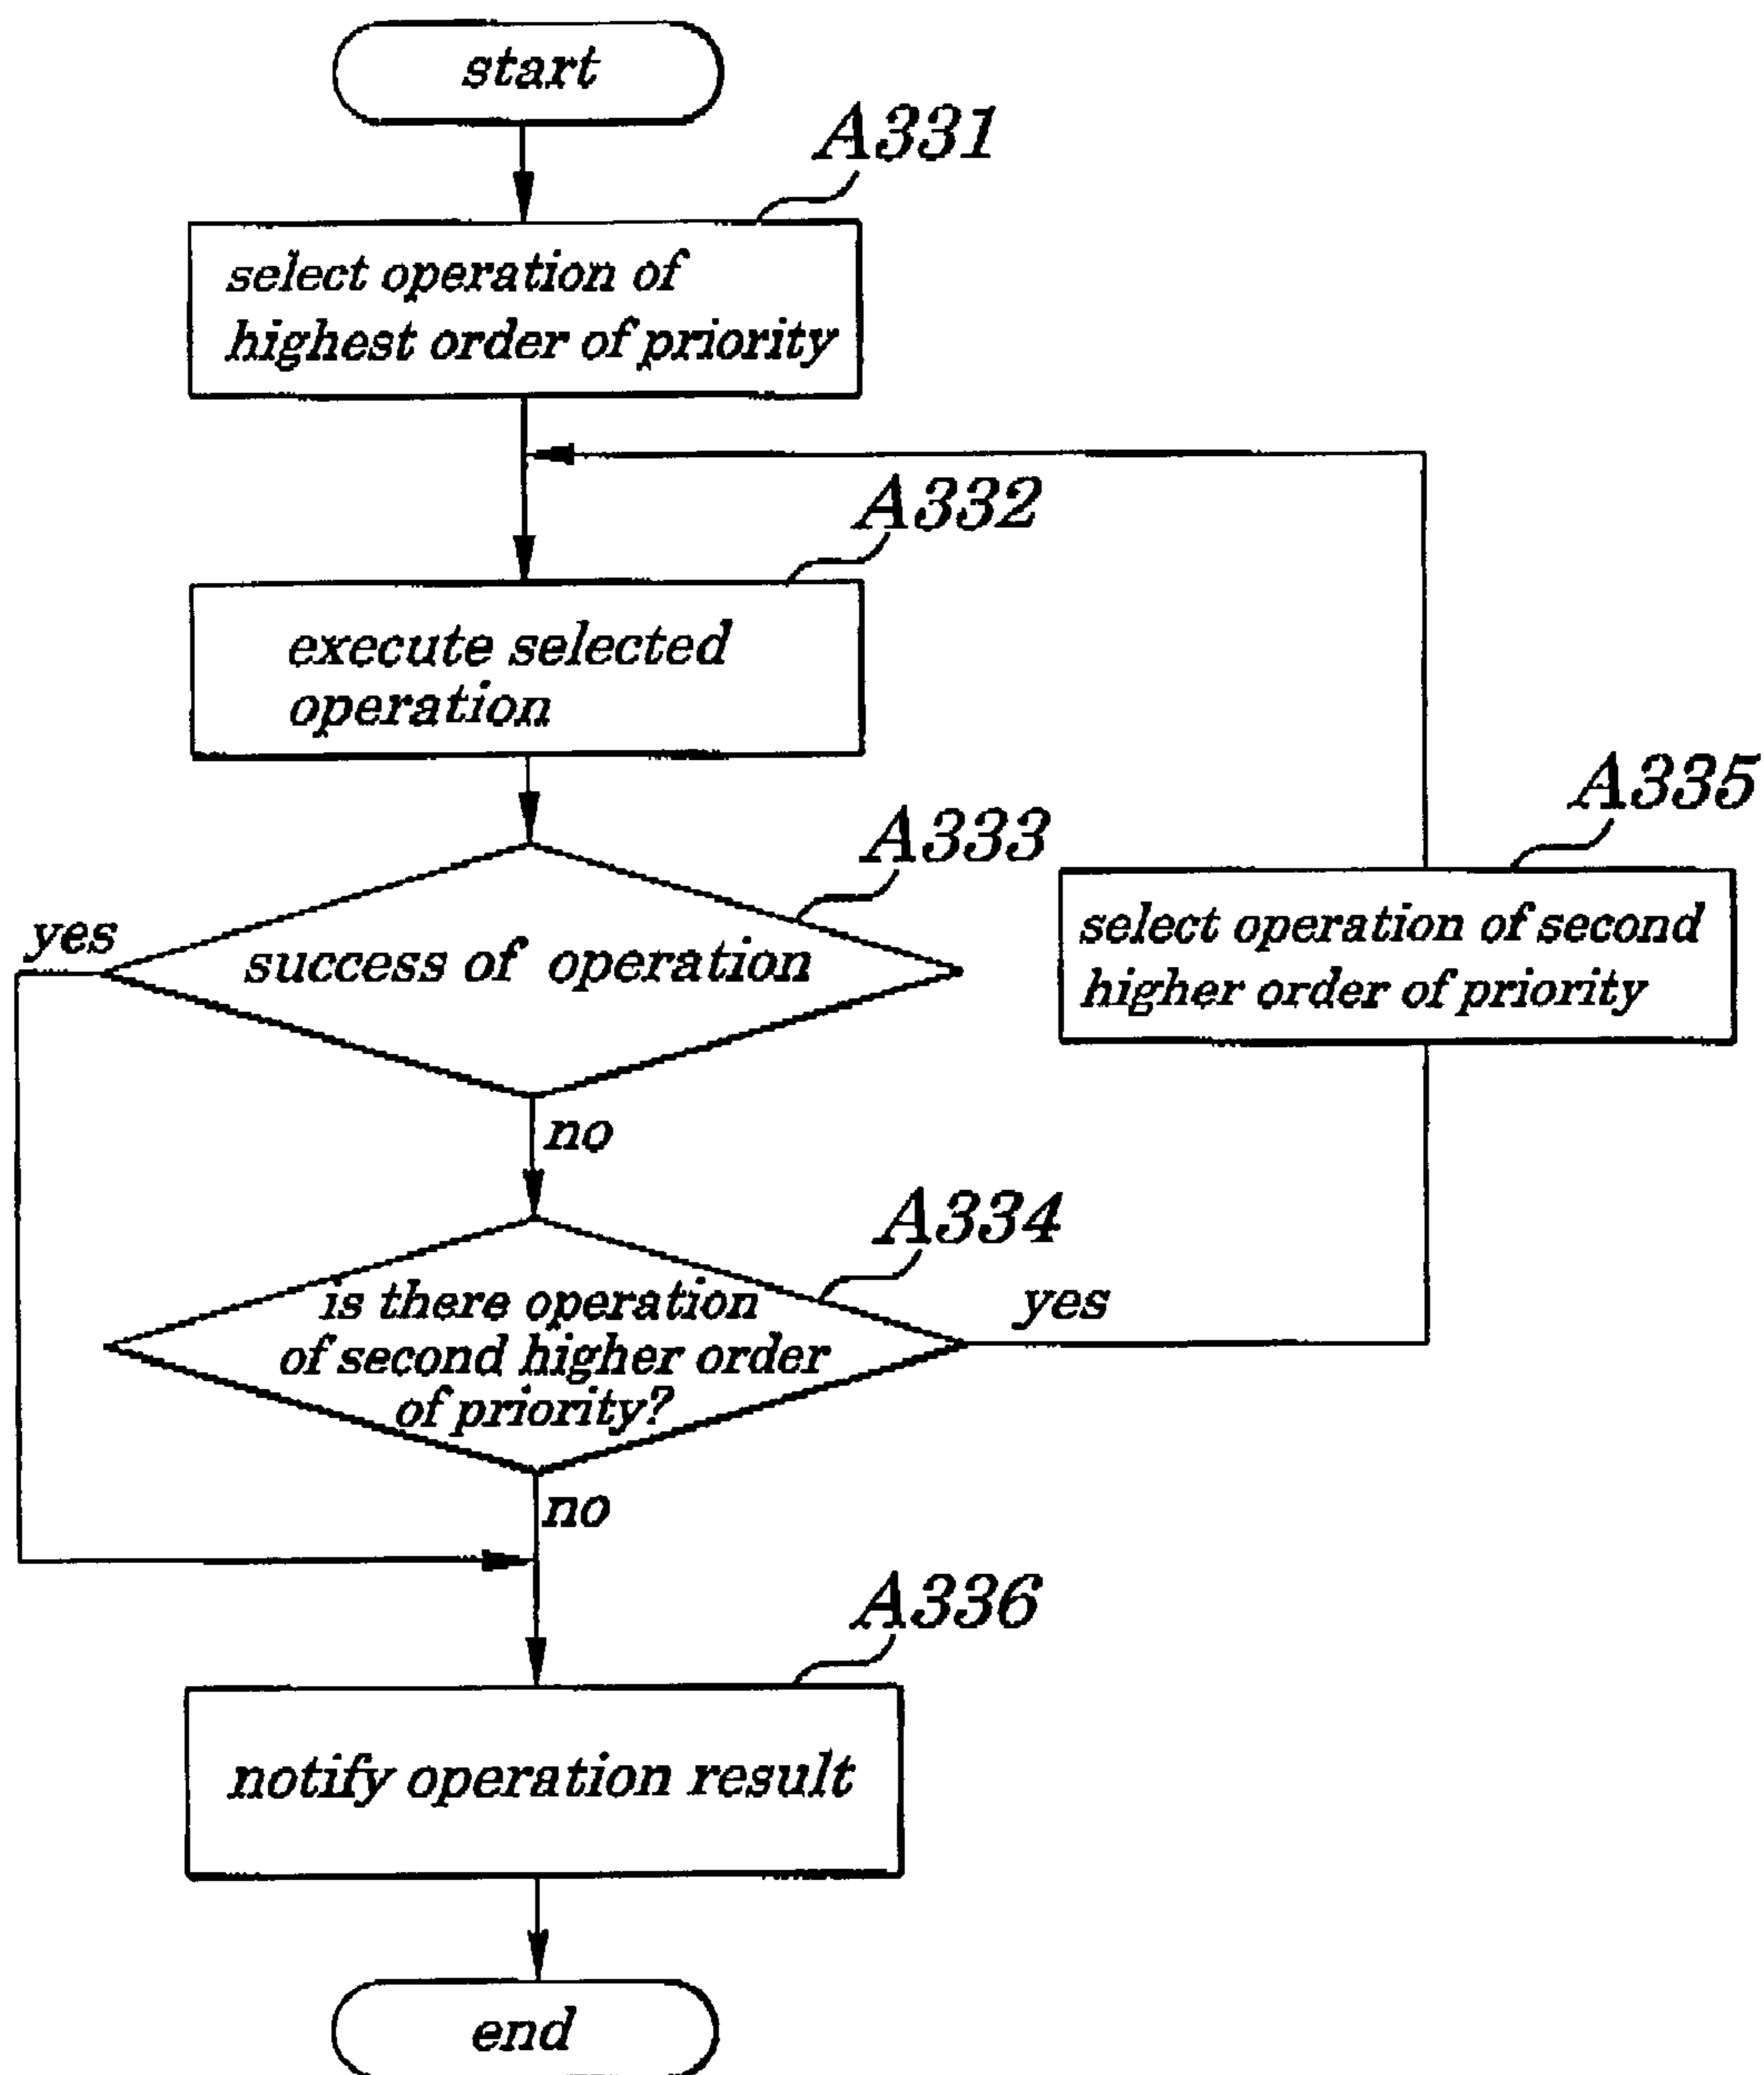 start
A331
select operation of
highest order of priority
A332
execute selected
operation
A333
yes
success of operation
no
A335
select operation of second
higher order of priority
A334
is there operation
of second higher order
of priority?
yes
no
A336
notify operation result
end